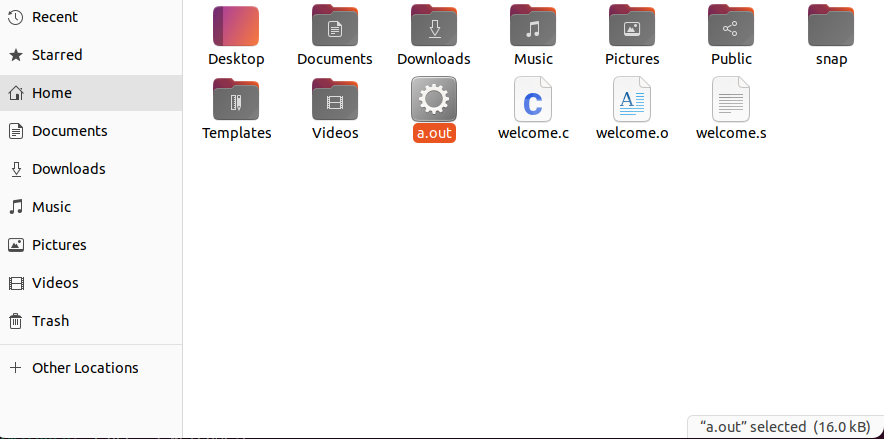 Recent
Starred
Home
Documents
Downloads
Music
Pictures
Videos
Trash
Other Locations
Desktop Documents Downloads Music Pictures Public snap
Templates Videos a.out welcome.c welcome.o welcome.s
“a.out” selected (16.0 kB)